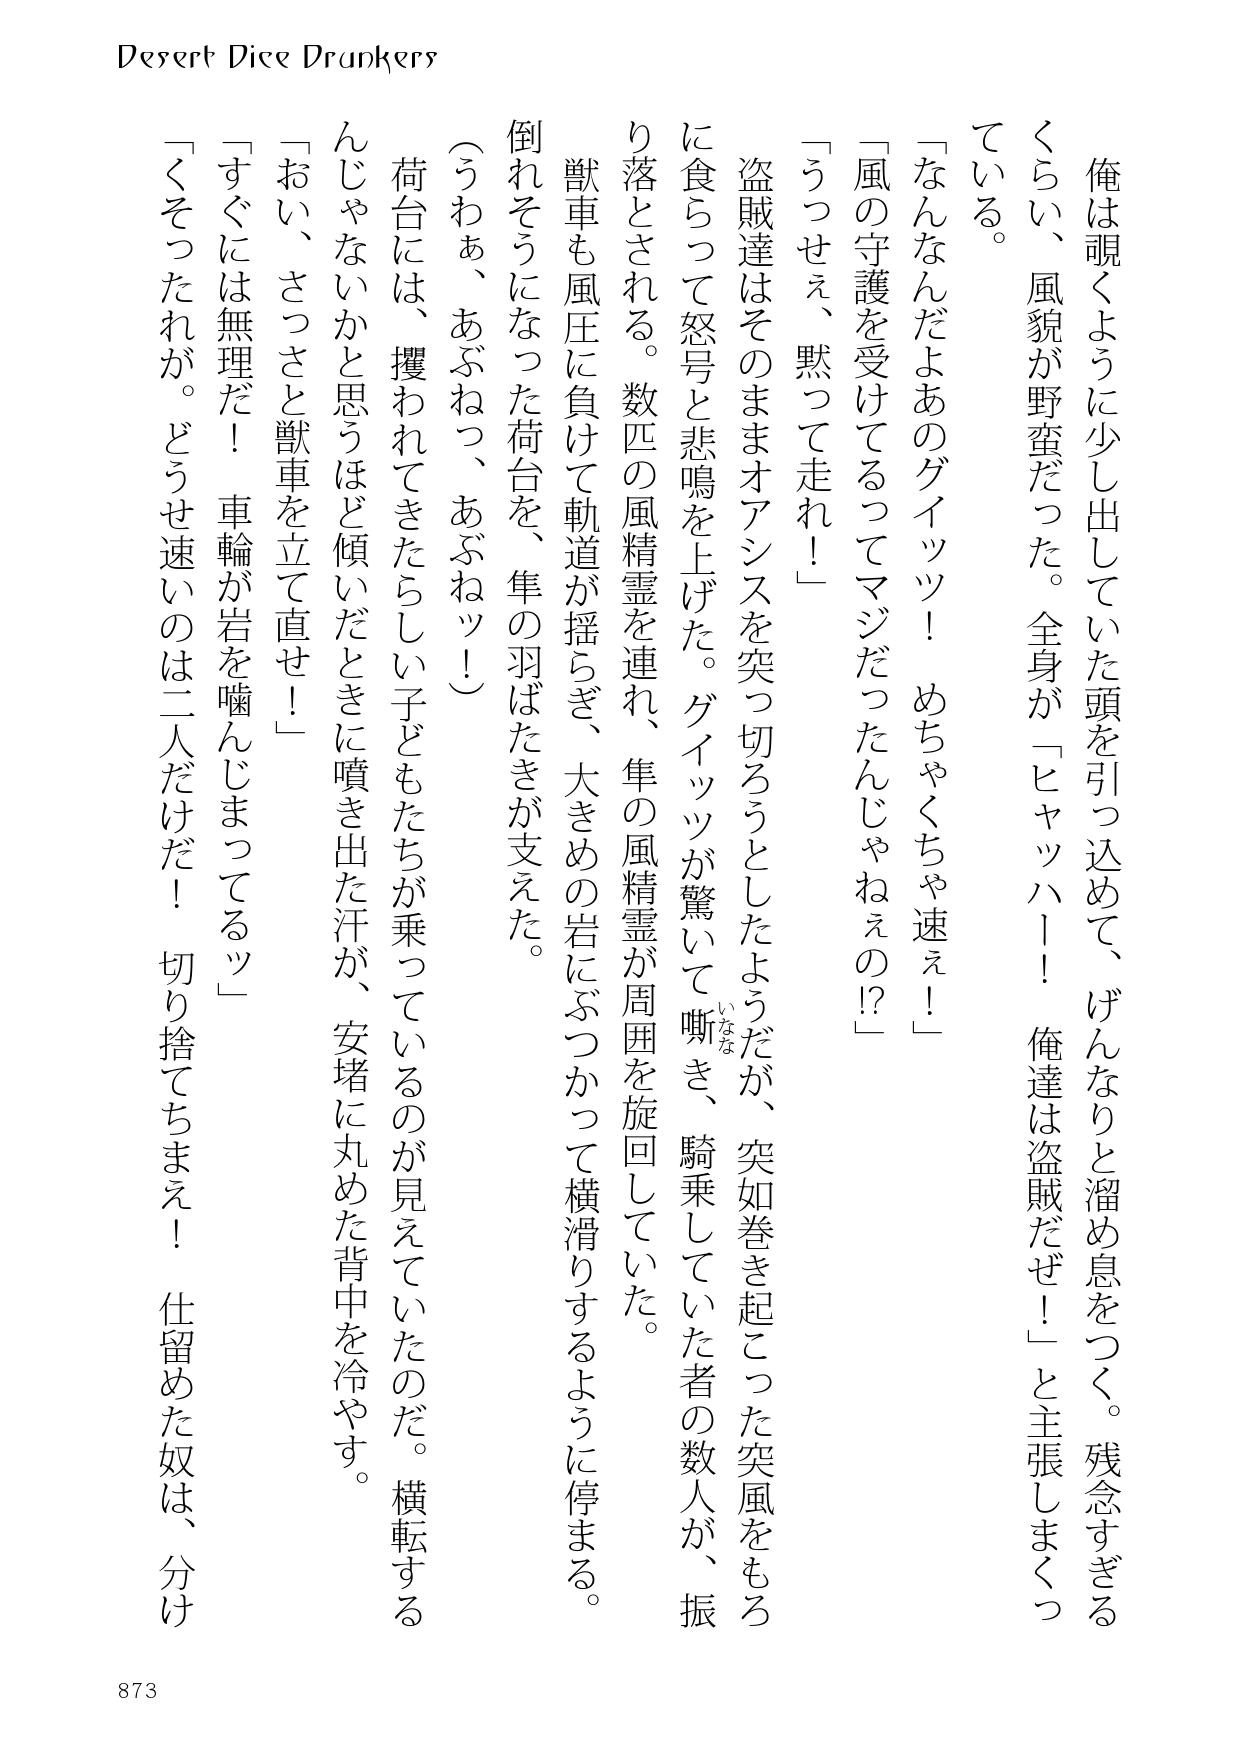 Desert Dice Drunkers
俺は覗くように少し出していた頭を引っ込めて、げんなりと溜め息をつく。残念すぎる
くらい、風貌が野蛮だった。全身が「ヒャッハー！　俺達は盗賊だぜ！」と主張しまくっ
ている。
「なんなんだよあのグイッツ！　めちゃくちゃ速ぇ！」
「風の守護を受けてるってマジだったんじゃねぇの!?」
「うっせぇ、黙って走れ！」
盗賊達はそのままオアシスを突っ切ろうとしたようだが、突如巻き起こった突風をもろ
に食らって怒号と悲鳴を上げた。グイッツが驚いて嘶き、騎乗していた者の数人が、振
いなな
り落とされる。数匹の風精霊を連れ、隼の風精霊が周囲を旋回していた。
獣車も風圧に負けて軌道が揺らぎ、大きめの岩にぶつかって横滑りするように停まる。
倒れそうになった荷台を、隼の羽ばたきが支えた。
（うわぁ、あぶねっ、あぶねッ！）
荷台には、攫われてきたらしい子どもたちが乗っているのが見えていたのだ。横転する
んじゃないかと思うほど傾いだときに噴き出た汗が、安堵に丸めた背中を冷やす。
「おい、さっさと獣車を立て直せ！」
「すぐには無理だ！　車輪が岩を噛んじまってるッ」
「くそったれが。どうせ速いのは二人だけだ！　切り捨てちまえ！　仕留めた奴は、分け
873